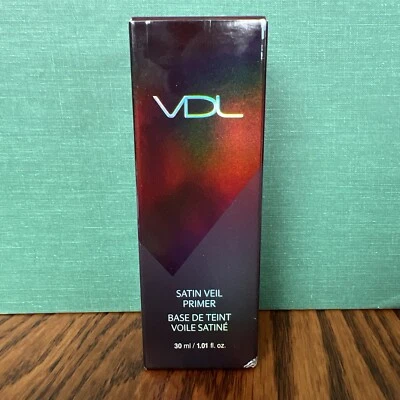 VDL
SATIN VEIL
PRIMER
BASE DE TEINT
VOILE SATINÉ
30 ml / 1.01 fl. oz.